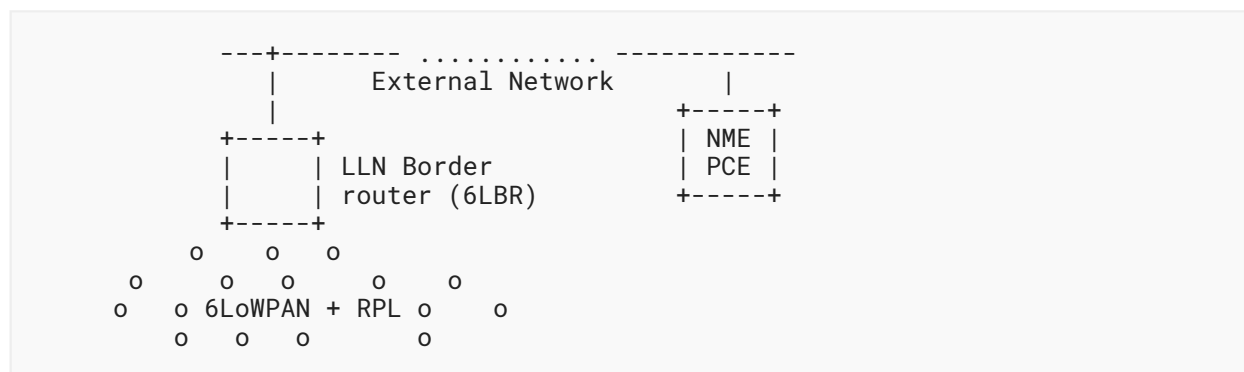 ---+-------- ............ ------------
|      External Network       |
|                          +-----+
+-----+                       | NME |
|     | LLN Border            | PCE |
|     | router (6LBR)         +-----+
+-----+
o    o   o
o     o   o     o    o
o   o 6LoWPAN + RPL o    o
o   o   o       o